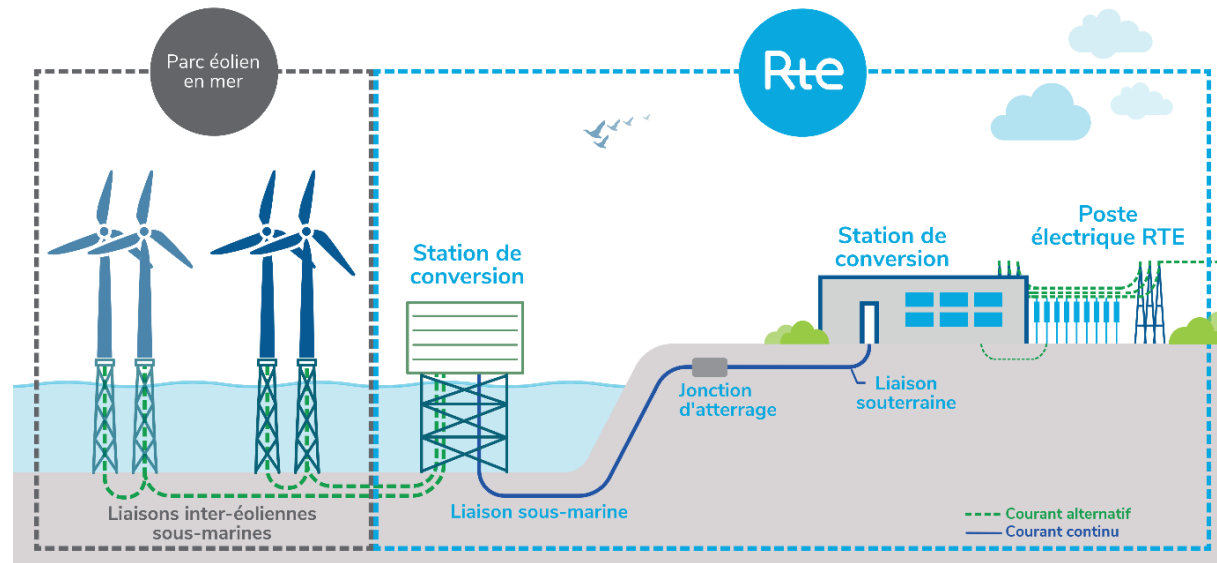 Parc éolien
en mer
Rte
Station de
conversion
Station de
conversion
Poste
électrique RTE
Jonction
d'atterrage
Liaison
souterraine
Liaisons inter-éoliennes
sous-marines
Liaison sous-marine
Courant alternatif
Courant continu